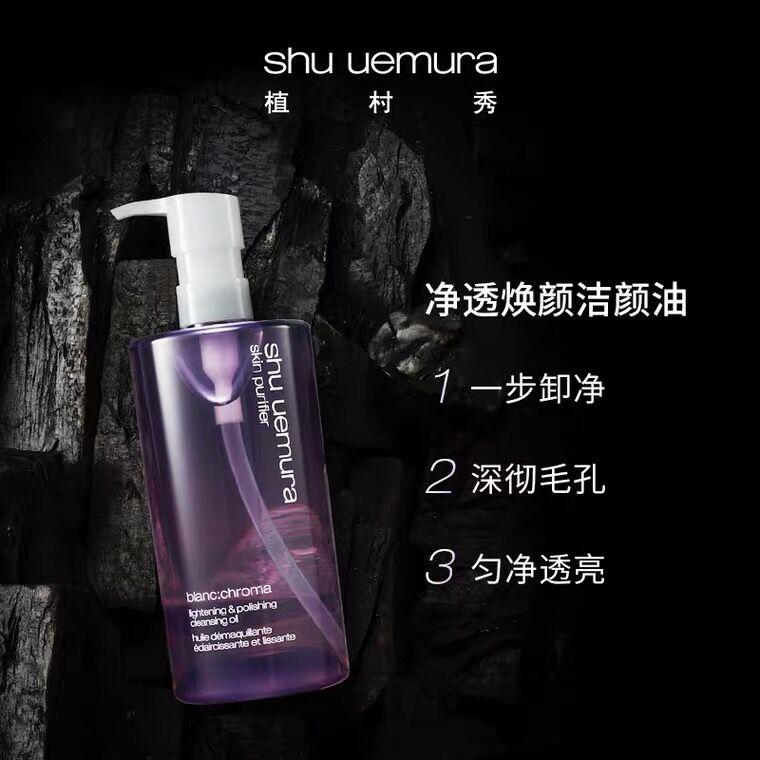 shu uemura
植村秀
净透焕颜洁颜油
1 一步卸净
2 深彻毛孔
3 匀净透亮
shu uemura
skin purifier
blanc:chroma
lightening & polishing
cleansing oil
huile démaquillante
éclaircissante et lissante